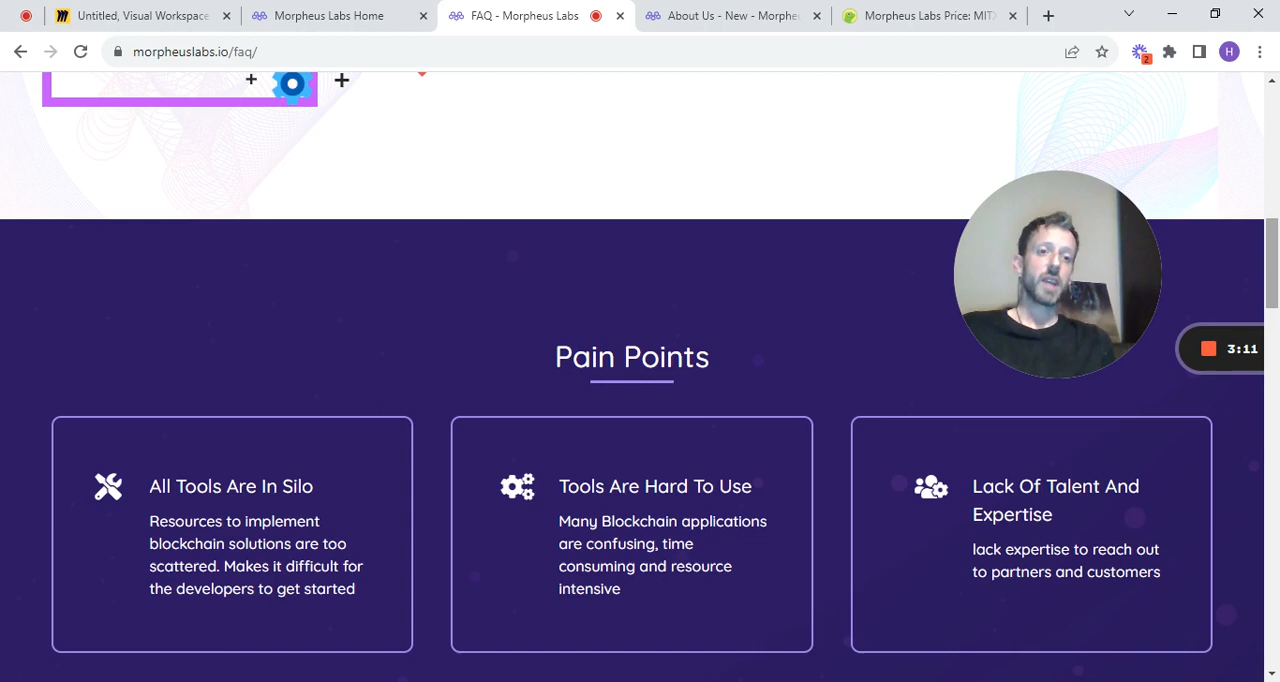 Untitled, Visual Workspace
Morpheus Labs Home
FAQ - Morpheus Labs
About Us - New - Morpheu
Morpheus Labs Price: MITX
morpheuslabs.io/faq/
2
H
3:11
Pain Points
All Tools Are In Silo
Resources to implement
blockchain solutions are too
scattered. Makes it difficult for
the developers to get started
Tools Are Hard To Use
Many Blockchain applications
are confusing, time
consuming and resource
intensive
Lack Of Talent And
Expertise
lack expertise to reach out
to partners and customers